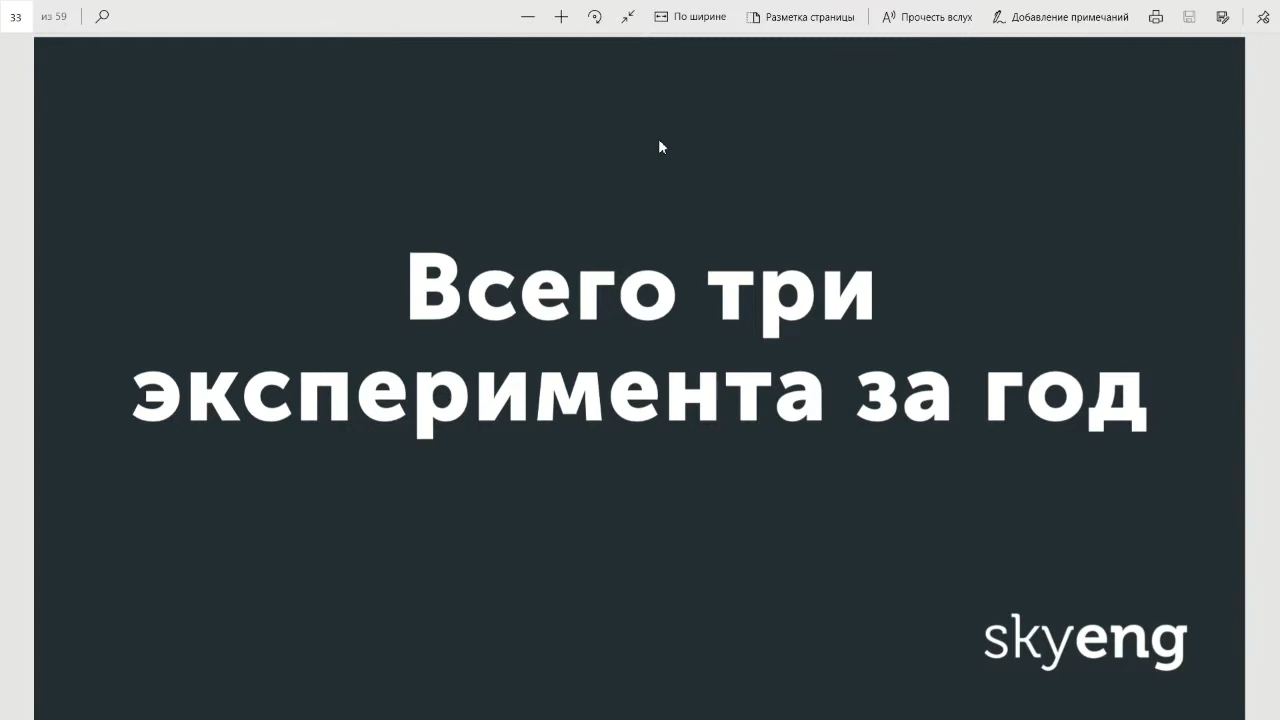 33 из 59 По ширине Разметка страницы Прочесть вслух Добавление примечаний
Всего три
эксперимента за год
skyeng